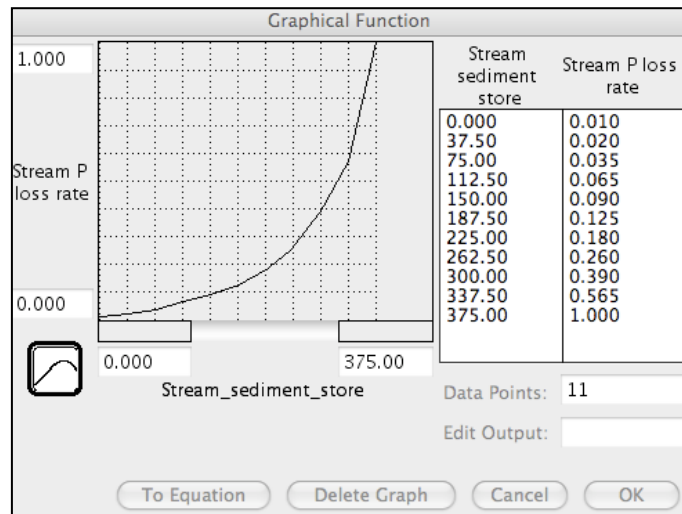 Graphical Function
1.000
Stream P
loss rate
0.000
0.000 375.00
Stream_sediment_store
Stream
sediment
store
Stream P loss
rate
0.000 0.010
37.50 0.020
75.00 0.035
112.50 0.065
150.00 0.090
187.50 0.125
225.00 0.180
262.50 0.260
300.00 0.390
337.50 0.565
375.00 1.000
Data Points: 11
Edit Output:
To Equation Delete Graph Cancel OK